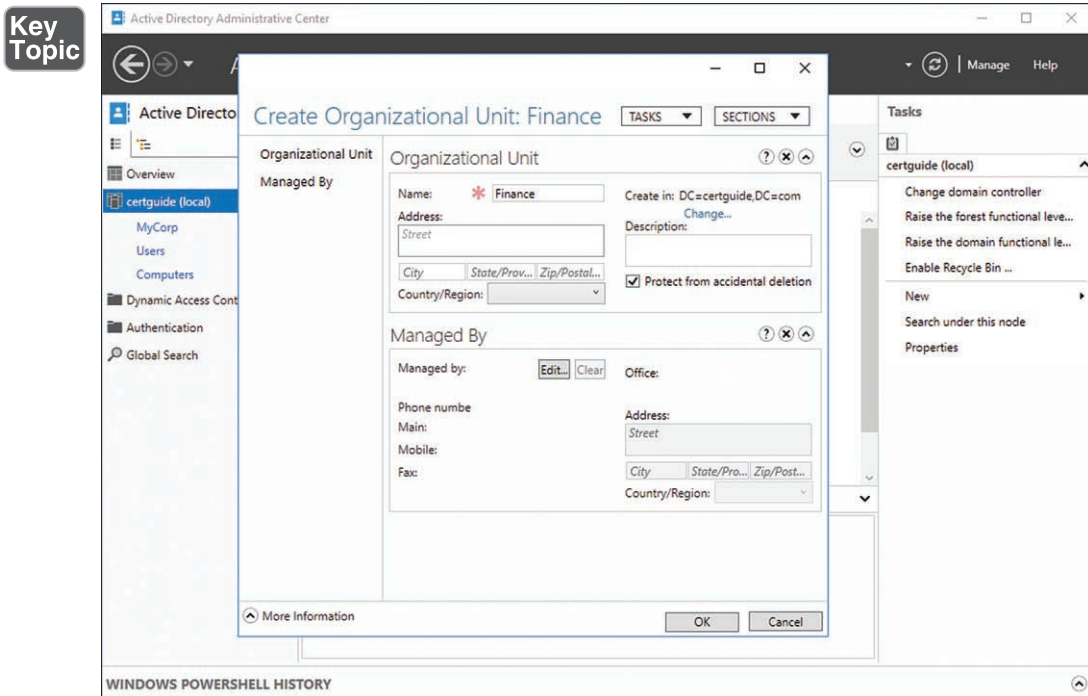 Key
Topic
Active Directory Administrative Center
Manage Help
Active Directo
Overview
certguide (local)
MyCorp
Users
Computers
Dynamic Access Cont
Authentication
Global Search
Create Organizational Unit: Finance
TASKS SECTIONS
Organizational Unit
Managed By
Organizational Unit
Name: * Finance
Address:
Street
City State/Prov... Zip/Postal...
Country/Region:
Create in: DC=certguide,DC=com
Change...
Description:
Protect from accidental deletion
Managed By
Managed by: Edit... Clear
Phone numbe
Main:
Mobile:
Fax:
Office:
Address:
Street
City State/Pro... Zip/Post...
Country/Region:
More Information
OK Cancel
Tasks
certguide (local)
Change domain controller
Raise the forest functional leve...
Raise the domain functional le...
Enable Recycle Bin ...
New
Search under this node
Properties
WINDOWS POWERSHELL HISTORY